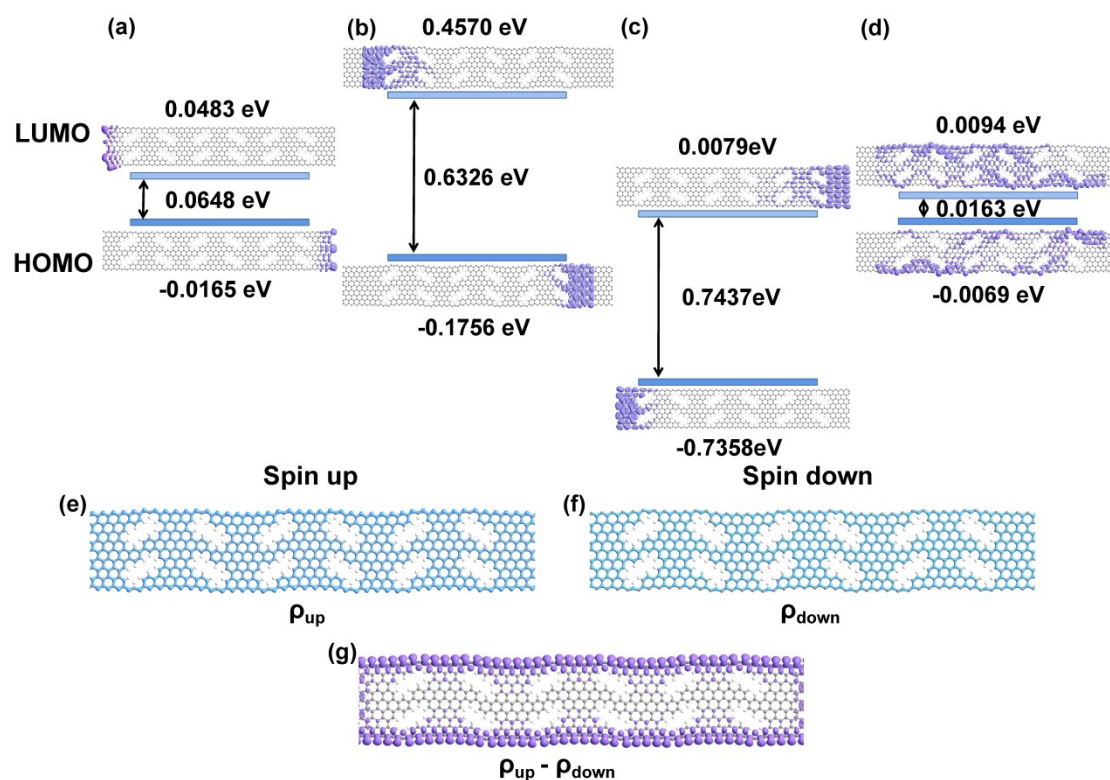 (a)
(b)
(c)
(d)
0.4570 eV
LUMO
0.0483 eV
0.0079eV
0.0094 eV
0.0648 eV
0.6326 eV
0.0163 eV
HOMO
-0.0165 eV
-0.1756 eV
0.7437eV
-0.0069 eV
-0.7358eV
Spin up
Spin down
(e)
(f)
ρup
ρdown
(g)
ρup - ρdown